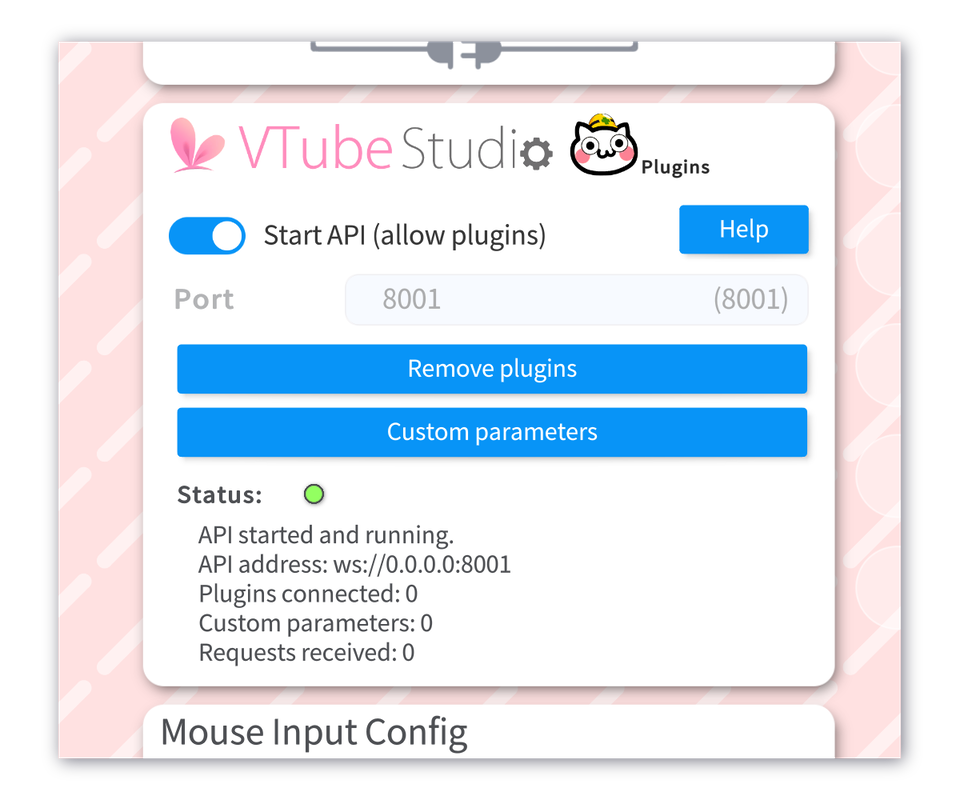 VTube Studio Plugins
Start API (allow plugins)
Help
Port
8001
(8001)
Remove plugins
Custom parameters
Status:
API started and running.
API address: ws://0.0.0.0:8001
Plugins connected: 0
Custom parameters: 0
Requests received: 0
Mouse Input Config